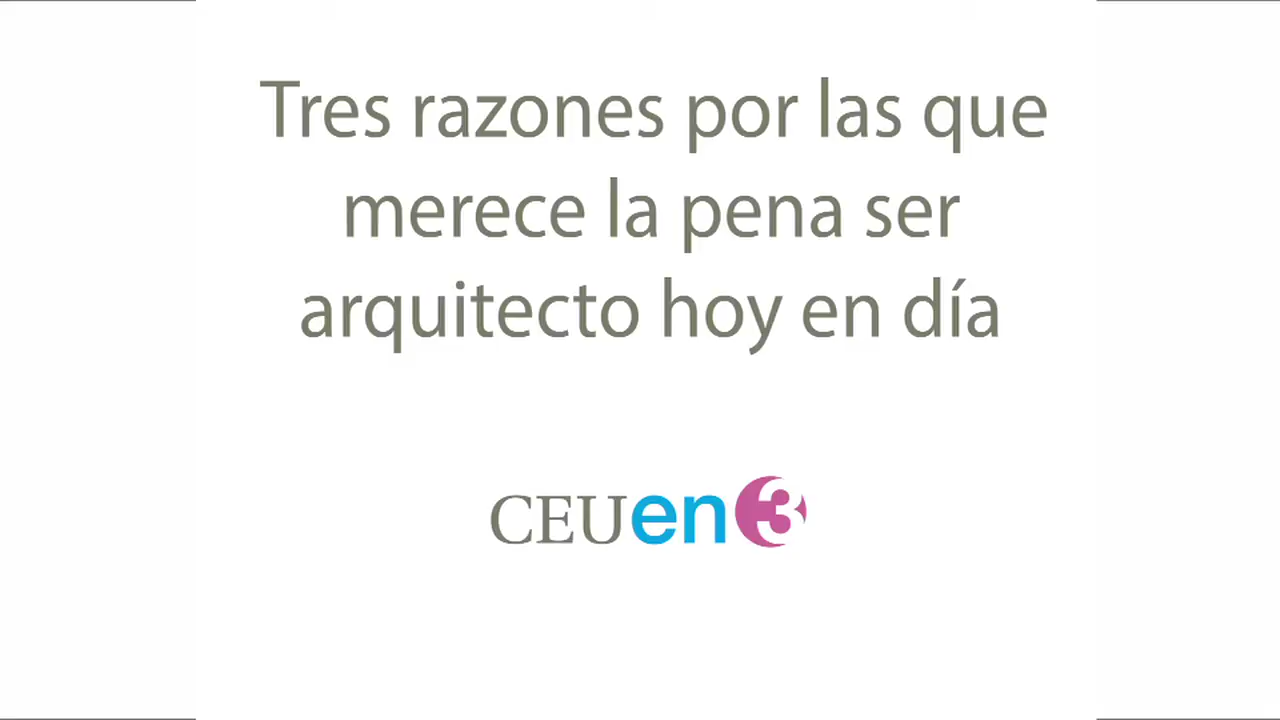 Tres razones por las que
merece la pena ser
arquitecto hoy en día
CEUen3